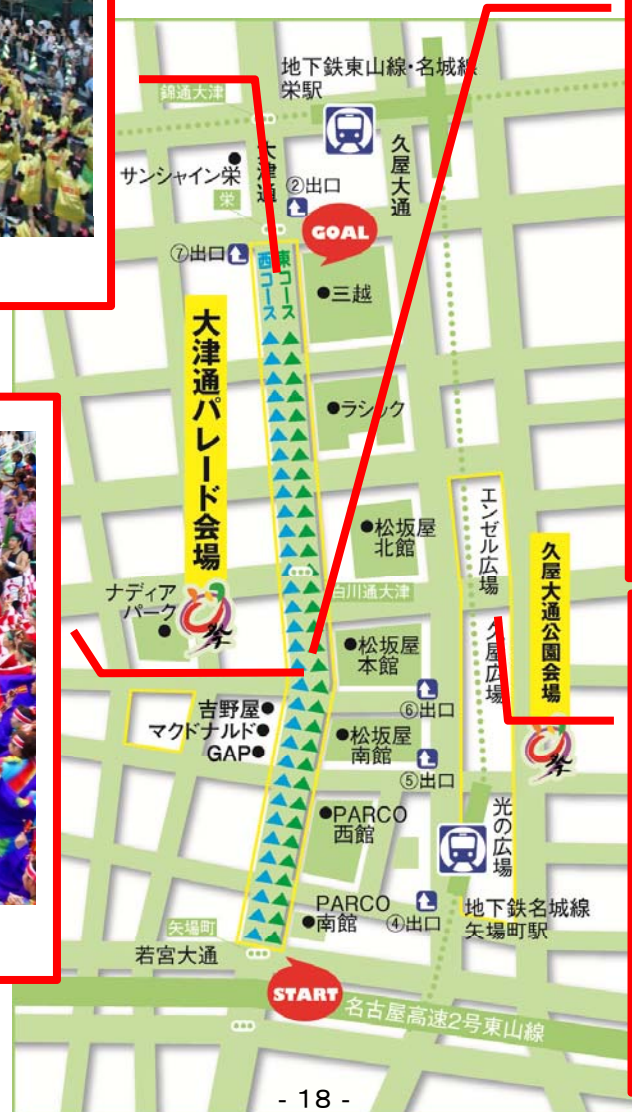 地下鉄東山線・名城線
栄駅
錦通大津
大津通
久屋大通
サンシャイン栄
栄
②出口
GOAL
⑦出口
西コース
東コース
●三越
大津通パレード会場
●ラシック
●松坂屋
北館
エンゼル広場
久屋大通公園会場
ナディア
パーク
白川通大津
●松坂屋
本館
久屋広場
⑥出口
吉野屋●
マクドナルド●
GAP●
●松坂屋
南館
⑤出口
●PARCO
西館
光の広場
PARCO
●南館
④出口
地下鉄名城線
矢場町駅
矢場町
若宮大通
START
名古屋高速2号東山線
- 18 -